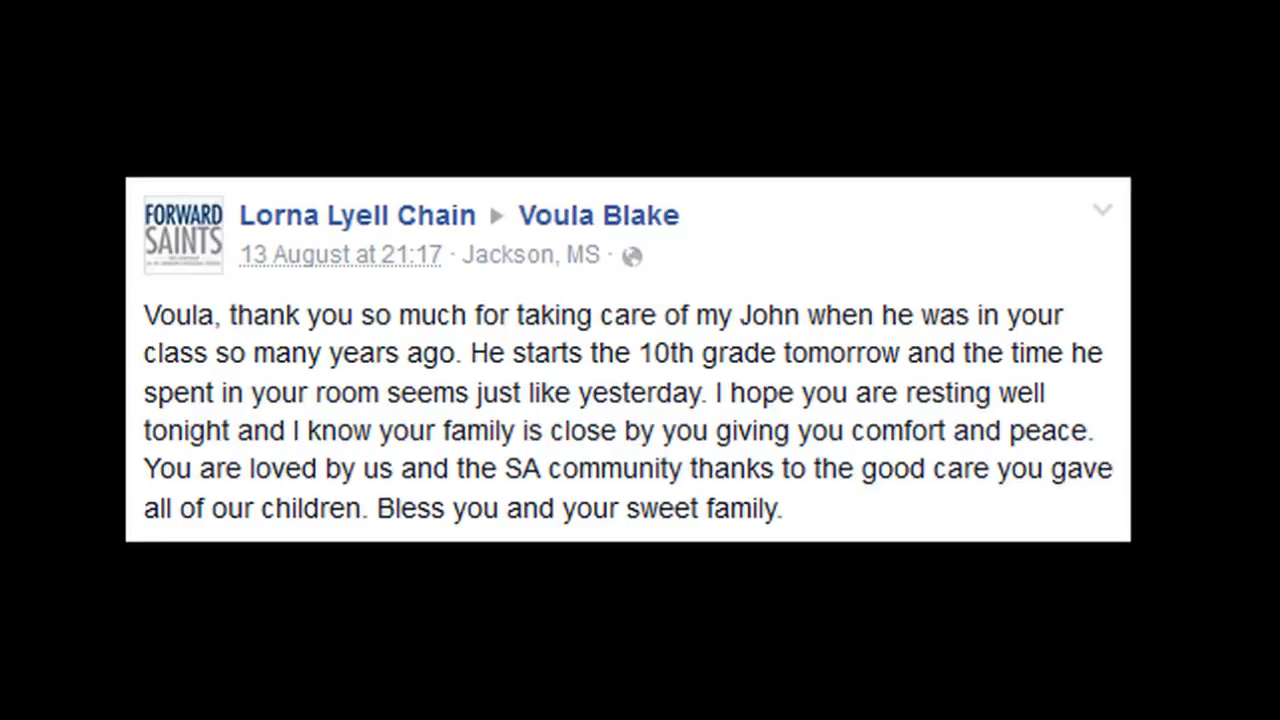 FORWARD
SAINTS
Lorna Lyell Chain ▸ Voula Blake
13 August at 21:17 · Jackson, MS ·
Voula, thank you so much for taking care of my John when he was in your
class so many years ago. He starts the 10th grade tomorrow and the time he
spent in your room seems just like yesterday. I hope you are resting well
tonight and I know your family is close by you giving you comfort and peace.
You are loved by us and the SA community thanks to the good care you gave
all of our children. Bless you and your sweet family.